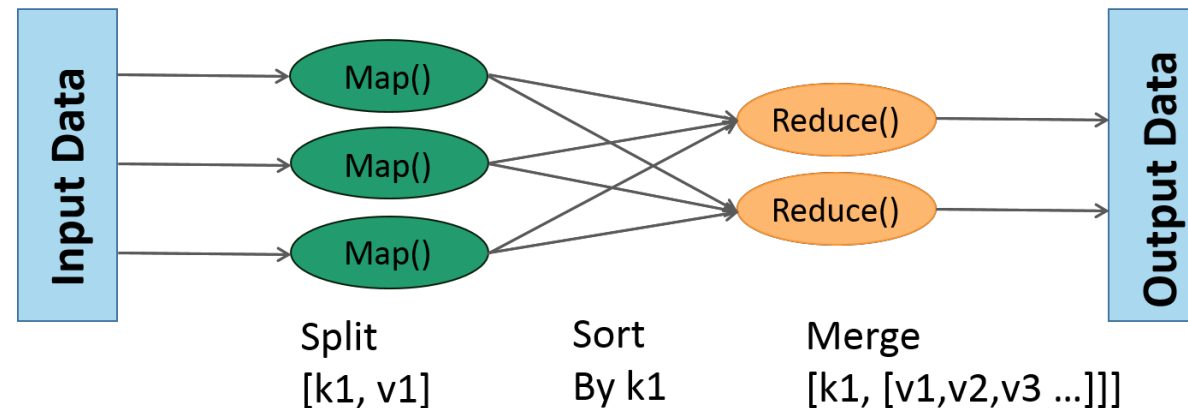 Input Data
Map()
Map()
Map()
Reduce()
Reduce()
Output Data
Split
[k1, v1]
Sort
By k1
Merge
[k1, [v1,v2,v3 ...]]]